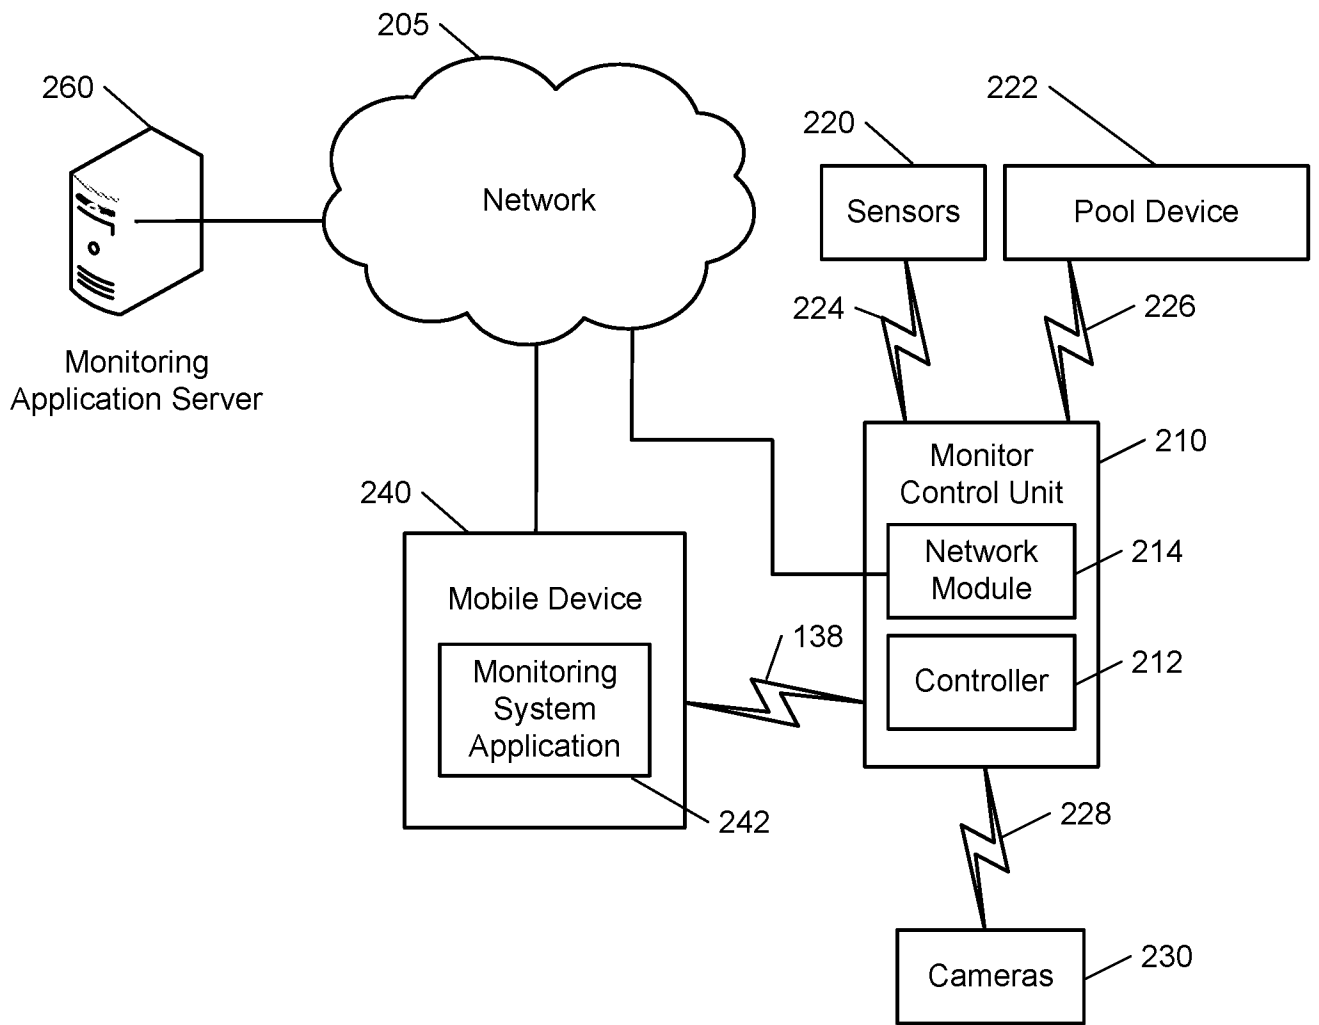 205
260
222
220
Network
Sensors
Pool Device
224
226
Monitoring
Application Server
210
Monitor
Control Unit
240
Network
Module
214
Mobile Device
138
Controller
212
Monitoring
System
Application
242
228
Cameras
230